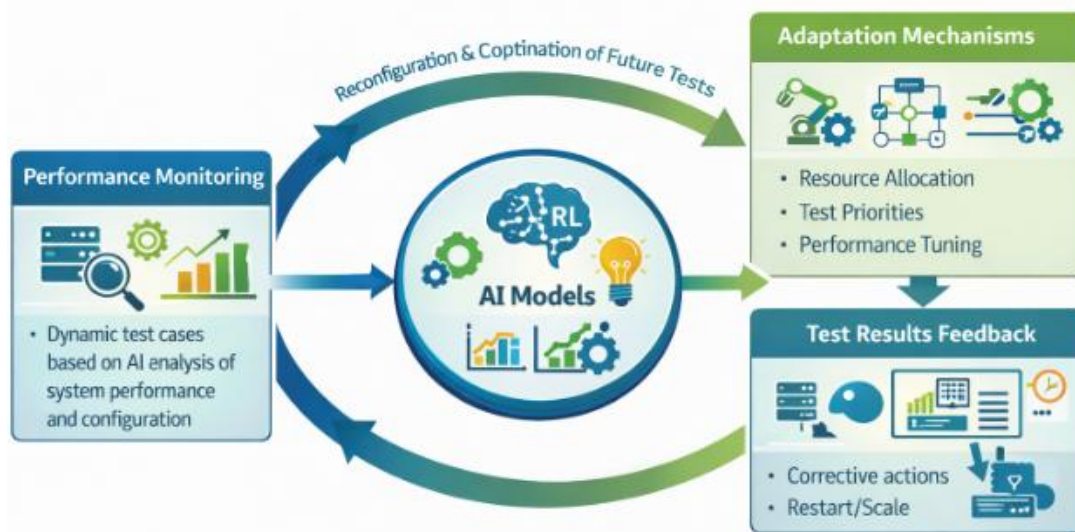 Reconfiguration & Coptination of Future Tests
Performance Monitoring
• Dynamic test cases
based on AI analysis of
system performance
and configuration
RL
AI Models
Adaptation Mechanisms
• Resource Allocation
• Test Priorities
• Performance Tuning
Test Results Feedback
• Corrective actions
• Restart/Scale